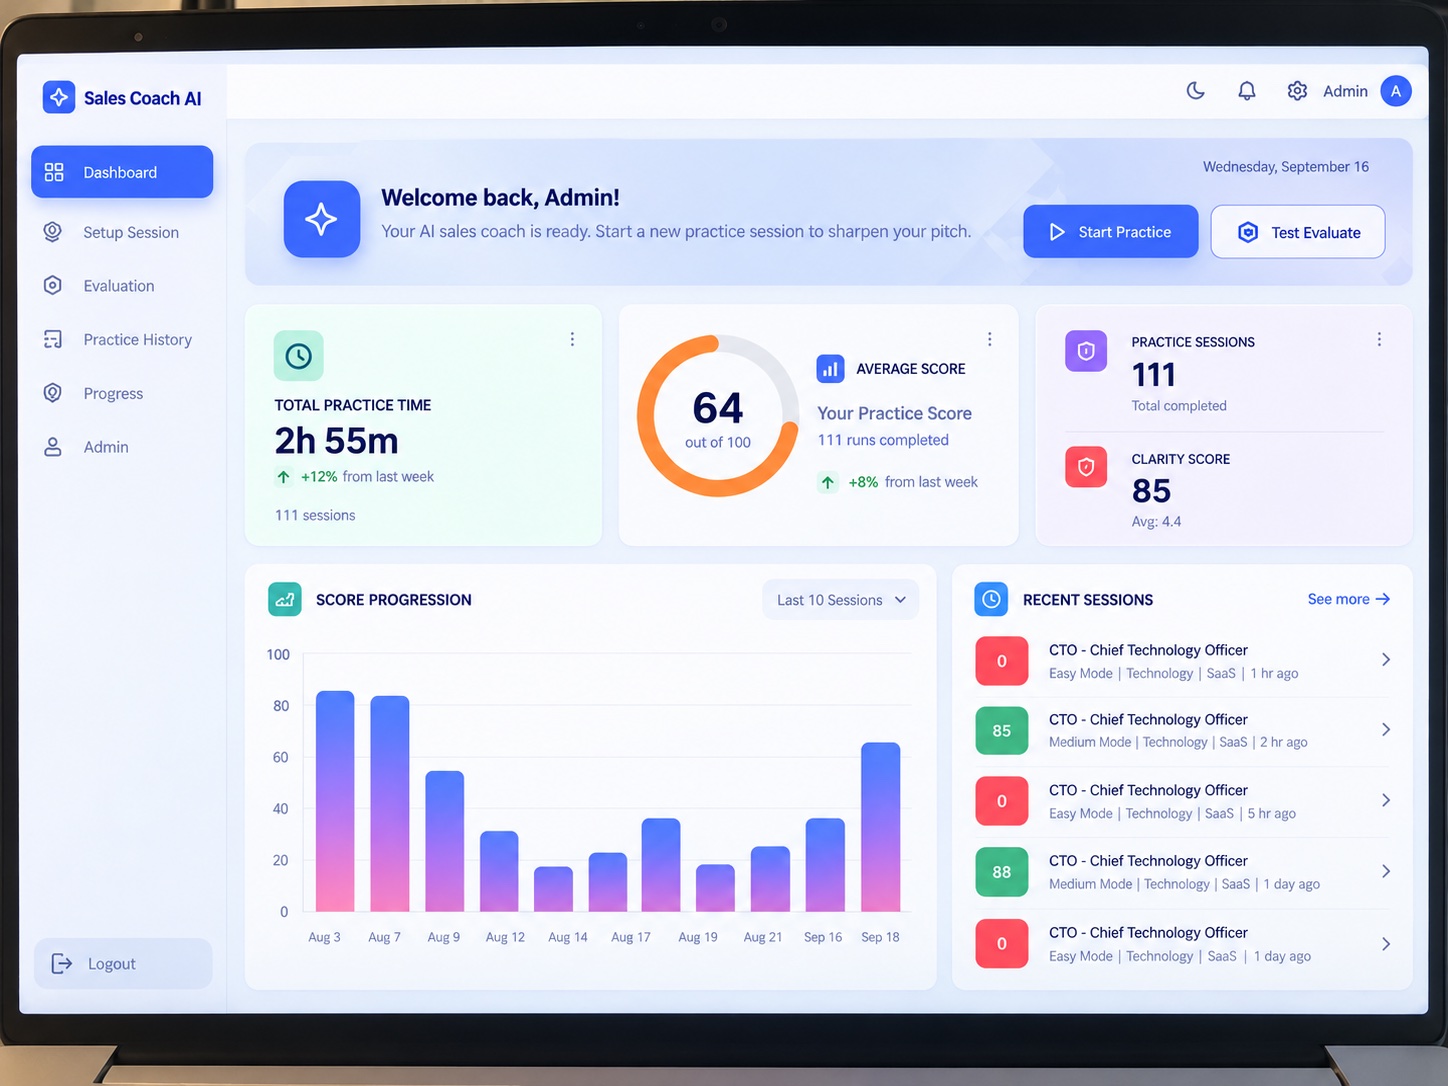 Sales Coach AI
Admin
A
Dashboard
Setup Session
Evaluation
Practice History
Progress
Admin
Logout
Wednesday, September 16
Welcome back, Admin!
Your AI sales coach is ready. Start a new practice session to sharpen your pitch.
Start Practice
Test Evaluate
TOTAL PRACTICE TIME
2h 55m
+12% from last week
111 sessions
64
out of 100
AVERAGE SCORE
Your Practice Score
111 runs completed
+8% from last week
PRACTICE SESSIONS
111
Total completed
CLARITY SCORE
85
Avg: 4.4
SCORE PROGRESSION
Last 10 Sessions
100
80
60
40
20
0
Aug 3 Aug 7 Aug 9 Aug 12 Aug 14 Aug 17 Aug 19 Aug 21 Sep 16 Sep 18
RECENT SESSIONS
See more
0
CTO - Chief Technology Officer
Easy Mode | Technology | SaaS | 1 hr ago
85
CTO - Chief Technology Officer
Medium Mode | Technology | SaaS | 2 hr ago
0
CTO - Chief Technology Officer
Easy Mode | Technology | SaaS | 5 hr ago
88
CTO - Chief Technology Officer
Medium Mode | Technology | SaaS | 1 day ago
0
CTO - Chief Technology Officer
Easy Mode | Technology | SaaS | 1 day ago